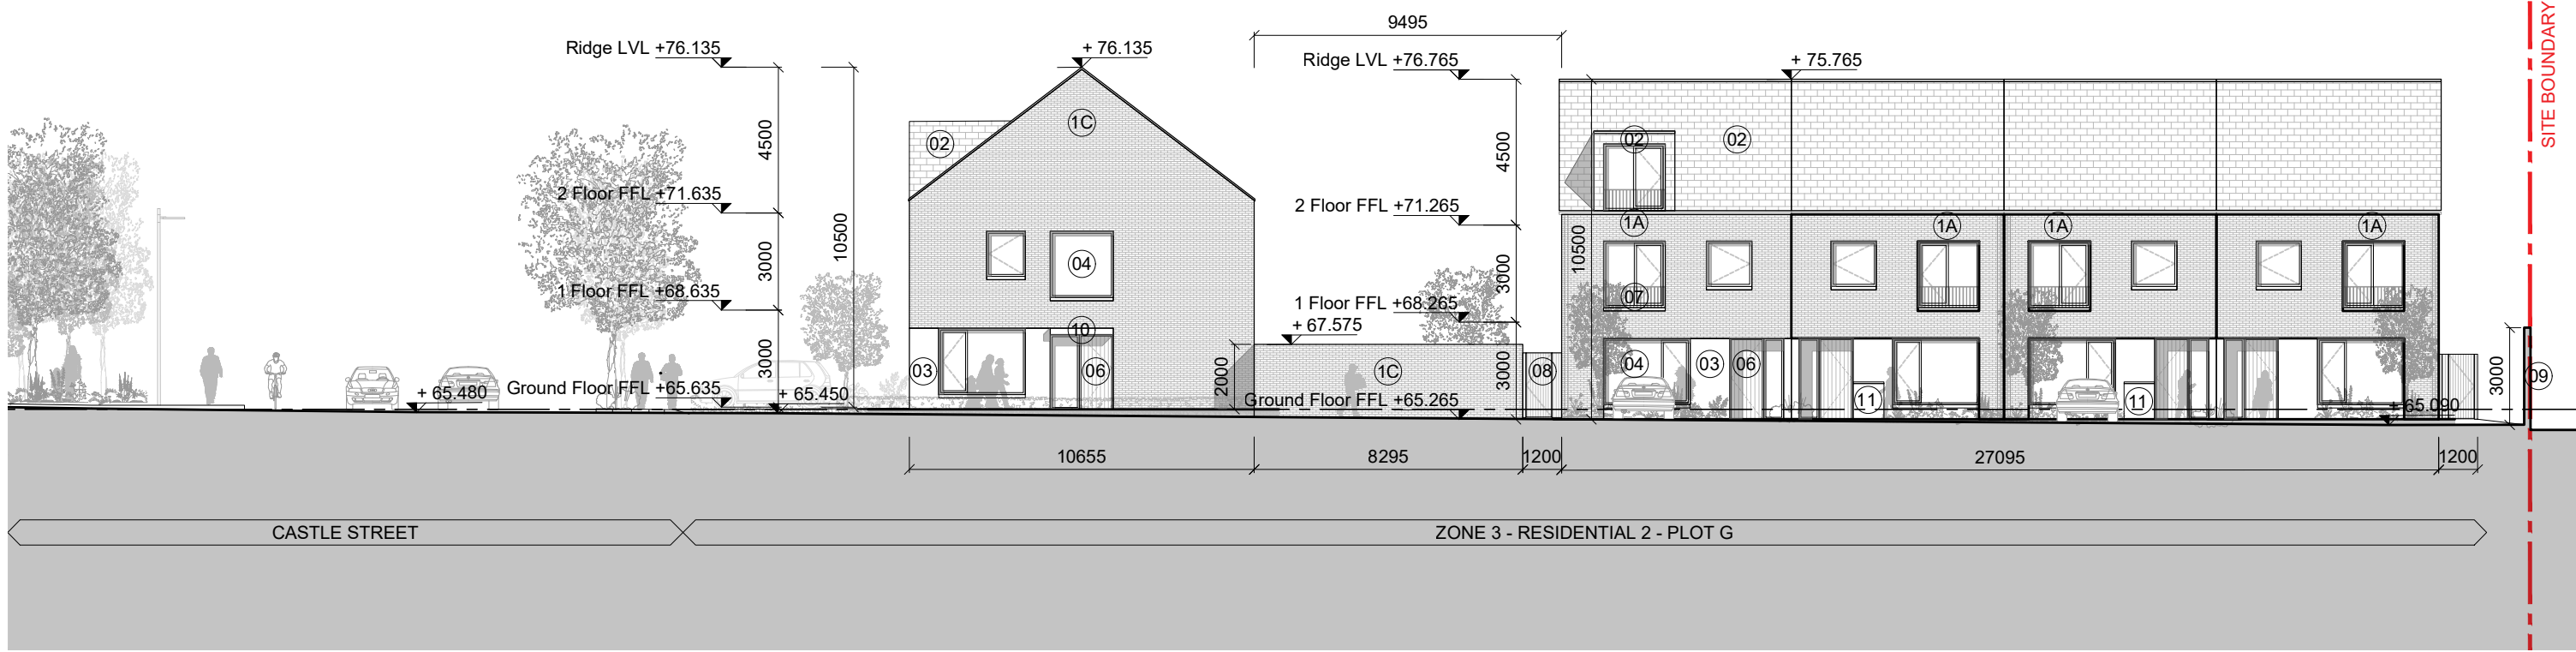 9495
SITE BOUNDARY
Ridge LVL +76.135
+ 76.135
Ridge LVL +76.765
+ 75.765
4500
1C
02
4500
02
02
2 Floor FFL +71.635
2 Floor FFL +71.265
10500
3000
04
1A
1A
1A
1A
10500
3000
07
1 Floor FFL +68.635
1 Floor FFL +68.265
+ 67.575
10
3000
03
06
2000
1C
3000
08
04
03
06
11
11
3000
09
Ground Floor FFL +65.635
+ 65.480
+ 65.450
Ground Floor FFL +65.265
+ 65.090
10655
8295
1200
27095
1200
CASTLE STREET
ZONE 3 - RESIDENTIAL 2 - PLOT G